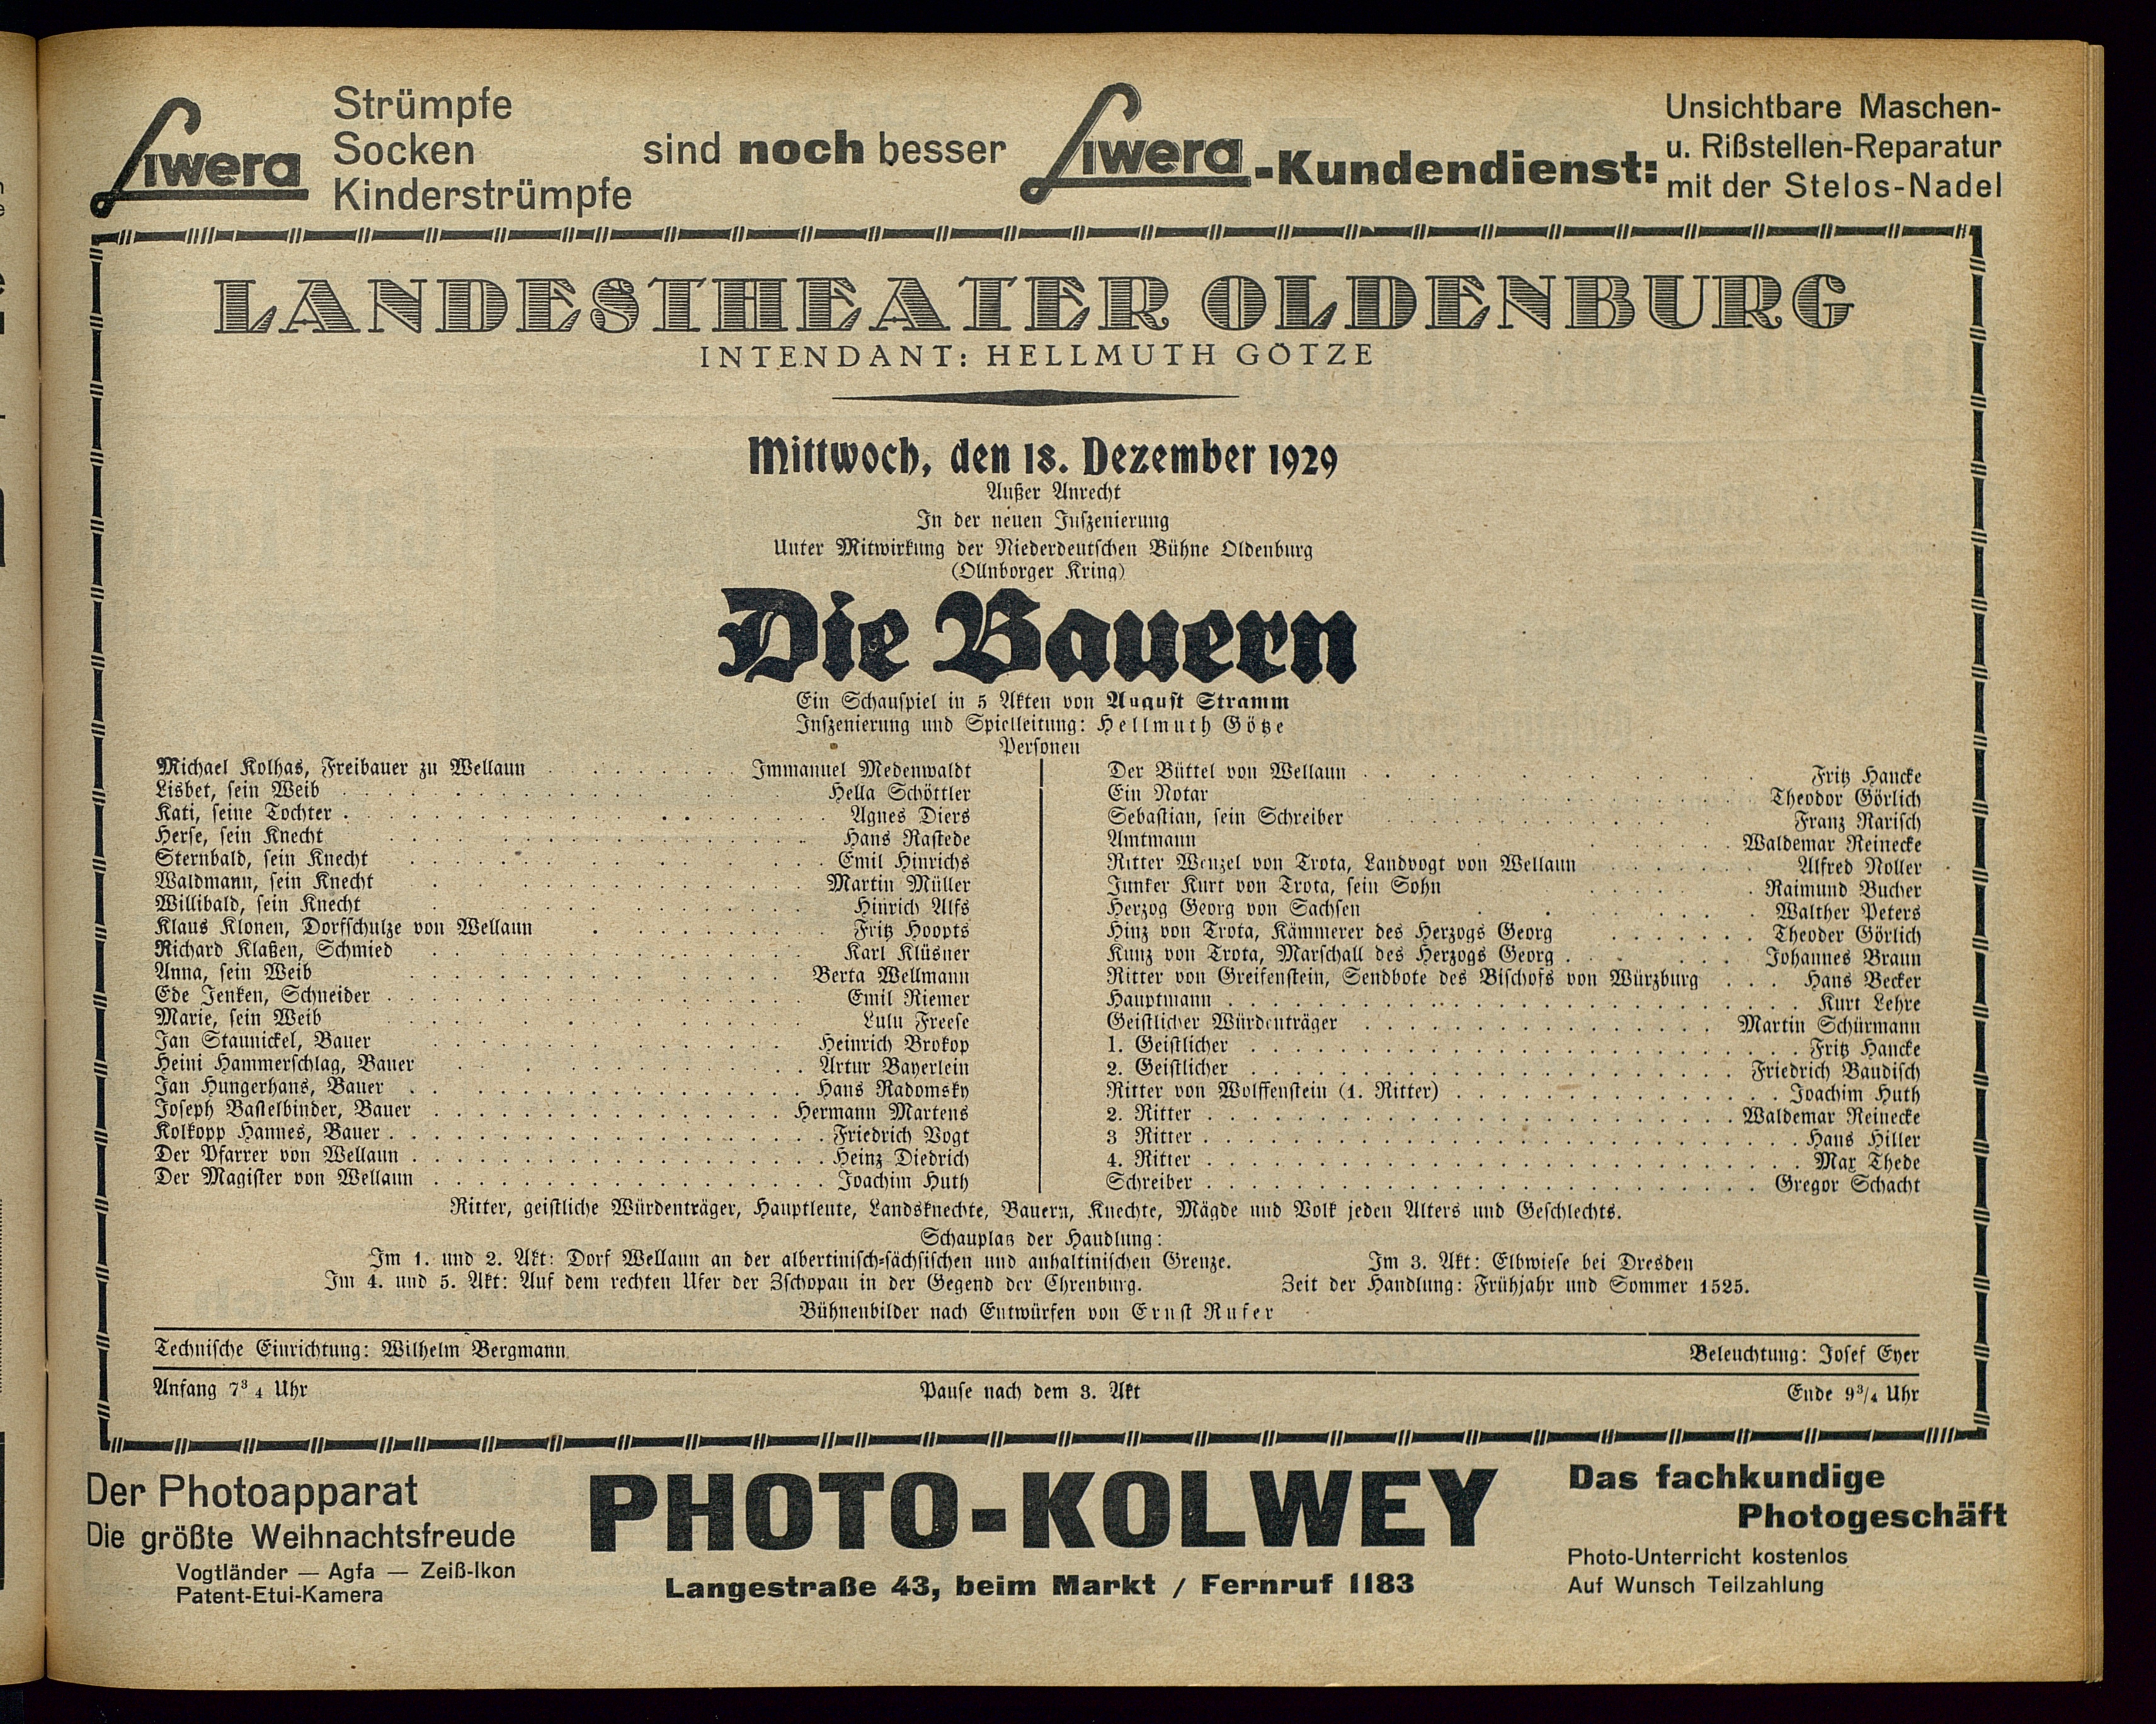 Liwera
Strümpfe
Socken
Kinderstrümpfe
sind noch besser
Liwera-Kundendienst:
Unsichtbare Maschen-
u. Rißstellen-Reparatur
mit der Stelos-Nadel
LANDESTHEATER OLDENBURG
INTENDANT: HELLMUTH GÖTZE
Mittwoch, den 18. Dezember 1929
Außer Anrecht
In der neuen Inszenierung
Unter Mitwirkung der Niederdeutschen Bühne Oldenburg
(Ollnborger Kring)
Die Bauern
Ein Schauspiel in 5 Akten von August Stramm
Inszenierung und Spielleitung: Hellmuth Götze
Personen
Michael Kolhas, Freibauer zu Wellaun . . . . . . . . Immanuel Medenwaldt
Lisbet, sein Weib . . . . . . . . Hella Schöttler
Kati, seine Tochter . . . . . . . . Agnes Diers
Herse, sein Knecht . . . . . . . . Hans Rastede
Sternbald, sein Knecht . . . . . . . . Emil Hinrichs
Waldmann, sein Knecht . . . . . . . . Martin Müller
Willibald, sein Knecht . . . . . . . . Hinrich Alfs
Klaus Klonen, Dorfschulze von Wellaun . . . . . . . . Fritz Hoopts
Richard Klaßen, Schmied . . . . . . . . Karl Klüsner
Anna, sein Weib . . . . . . . . Berta Wellmann
Ede Jenken, Schneider . . . . . . . . Emil Riemer
Marie, sein Weib . . . . . . . . Lulu Freese
Jan Staunickel, Bauer . . . . . . . . Heinrich Brokop
Heini Hammerschlag, Bauer . . . . . . . . Artur Bayerlein
Jan Hungerhans, Bauer . . . . . . . . Hans Radomsky
Joseph Bastelbinder, Bauer . . . . . . . . Hermann Martens
Kolkopp Hannes, Bauer . . . . . . . . Friedrich Vogt
Der Pfarrer von Wellaun . . . . . . . . Heinz Diedrich
Der Magister von Wellaun . . . . . . . . Joachim Huth
Der Büttel von Wellaun . . . . . . . . Fritz Hancke
Ein Notar . . . . . . . . Theodor Görlich
Sebastian, sein Schreiber . . . . . . . . Franz Rarisch
Amtmann . . . . . . . . Waldemar Reinecke
Ritter Wenzel von Trota, Landvogt von Wellaun . . . . . . . . Alfred Noller
Junker Kurt von Trota, sein Sohn . . . . . . . . Raimund Bucher
Herzog Georg von Sachsen . . . . . . . . Walther Peters
Hinz von Trota, Kämmerer des Herzogs Georg . . . . . . . . Theoder Görlich
Kunz von Trota, Marschall des Herzogs Georg . . . . . . . . Johannes Braun
Ritter von Greifenstein, Sendbote des Bischofs von Würzburg . . . Hans Becker
Hauptmann . . . . . . . . Kurt Lehre
Geistlicher Würdenträger . . . . . . . . Martin Schürmann
1. Geistlicher . . . . . . . . Fritz Hancke
2. Geistlicher . . . . . . . . Friedrich Baudisch
Ritter von Wolffenstein (1. Ritter) . . . . . . . . Joachim Huth
2. Ritter . . . . . . . . Waldemar Reinecke
3 Ritter . . . . . . . . Hans Hiller
4. Ritter . . . . . . . . Max Thede
Schreiber . . . . . . . . Gregor Schacht
Ritter, geistliche Würdenträger, Hauptleute, Landsknechte, Bauern, Knechte, Mägde und Volk jeden Alters und Geschlechts.
Schauplatz der Handlung:
Im 1. und 2. Akt: Dorf Wellaun an der albertinisch-sächsischen und anhaltinischen Grenze. Im 3. Akt: Elbwiese bei Dresden
Im 4. und 5. Akt: Auf dem rechten Ufer der Zschopau in der Gegend der Ehrenburg. Zeit der Handlung: Frühjahr und Sommer 1525.
Bühnenbilder nach Entwürfen von Ernst Rufer
Technische Einrichtung: Wilhelm Bergmann Beleuchtung: Josef Eyer
Anfang 7 3/4 Uhr Pause nach dem 3. Akt Ende 9 3/4 Uhr
Der Photoapparat
Die größte Weihnachtsfreude
Vogtländer — Agfa — Zeiß-Ikon
Patent-Etui-Kamera
PHOTO-KOLWEY
Langestraße 43, beim Markt / Fernruf 1183
Das fachkundige
Photogeschäft
Photo-Unterricht kostenlos
Auf Wunsch Teilzahlung